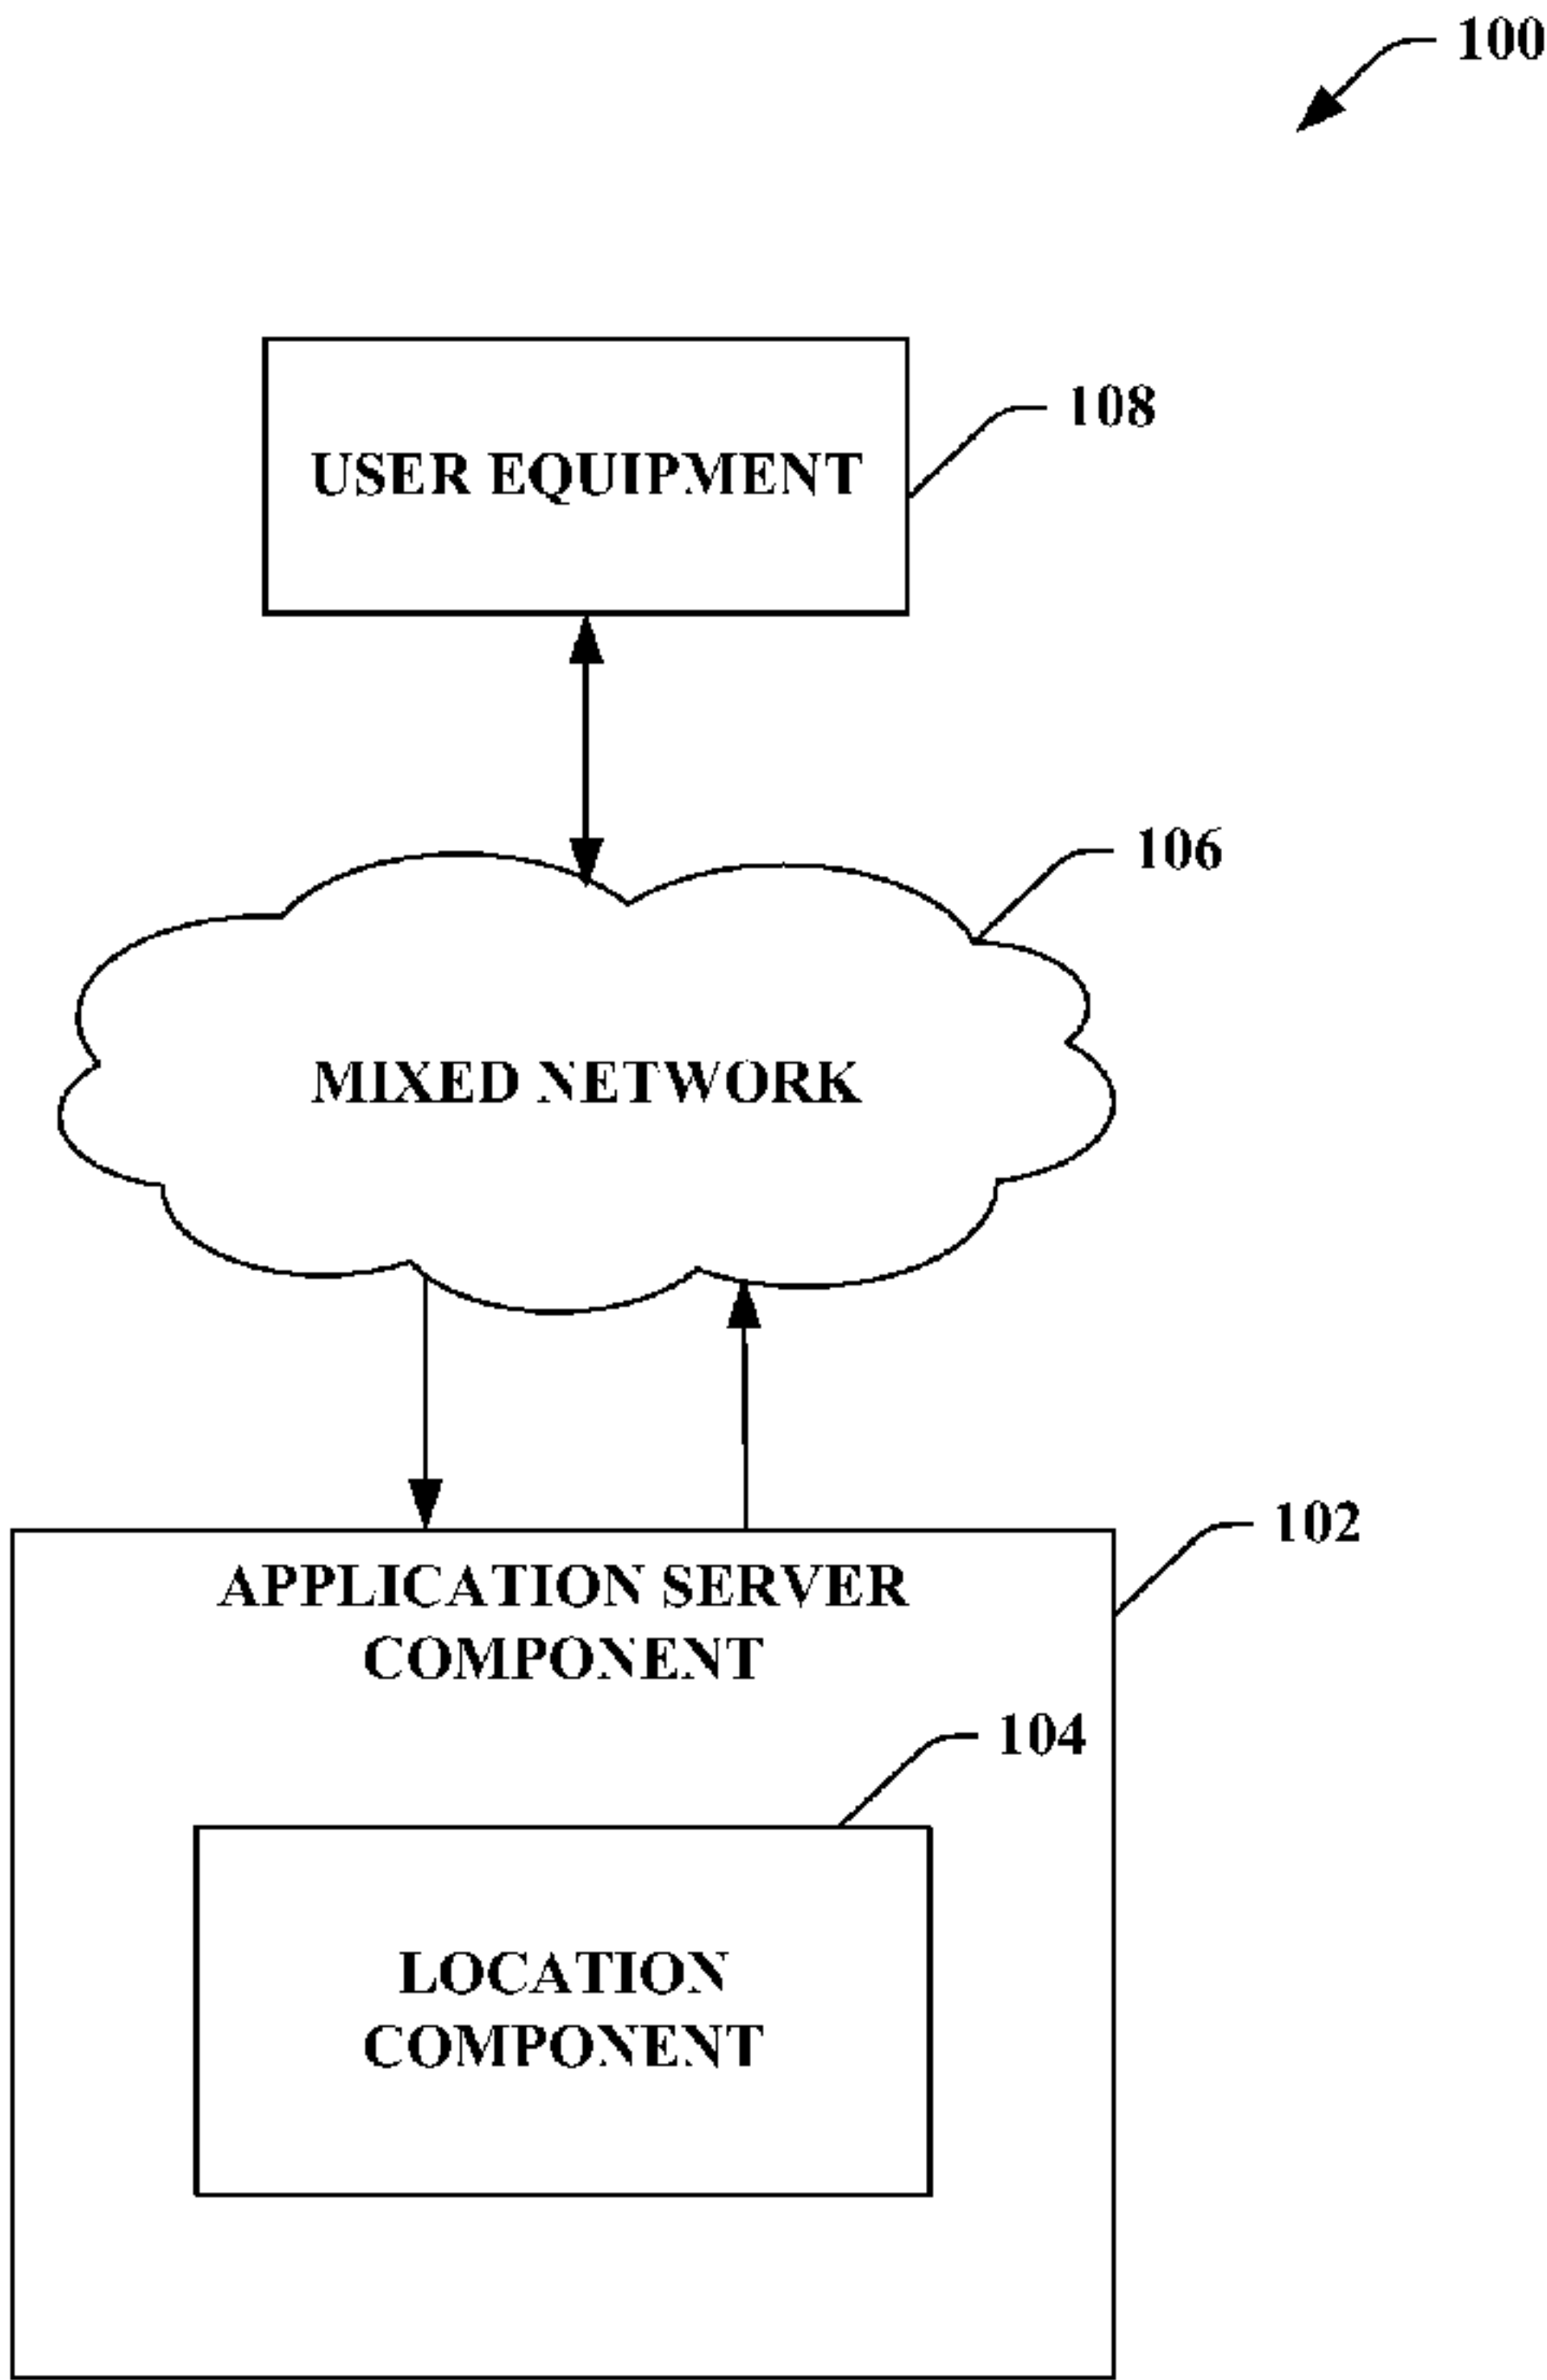 100
108
USER EQUIPMENT
106
MIXED NETWORK
102
APPLICATION SERVER
COMPONENT
104
LOCATION
COMPONENT